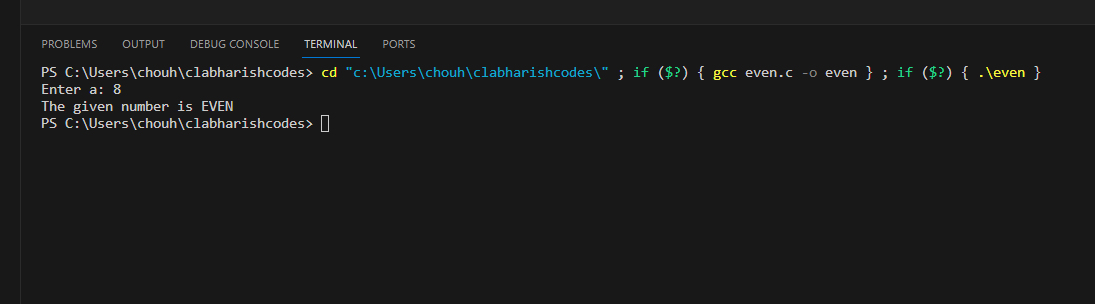 PROBLEMS OUTPUT DEBUG CONSOLE TERMINAL PORTS
PS C:\Users\chouh\clabharishcodes> cd "c:\Users\chouh\clabharishcodes\" ; if ($?) { gcc even.c -o even } ; if ($?) { .\even }
Enter a: 8
The given number is EVEN
PS C:\Users\chouh\clabharishcodes>